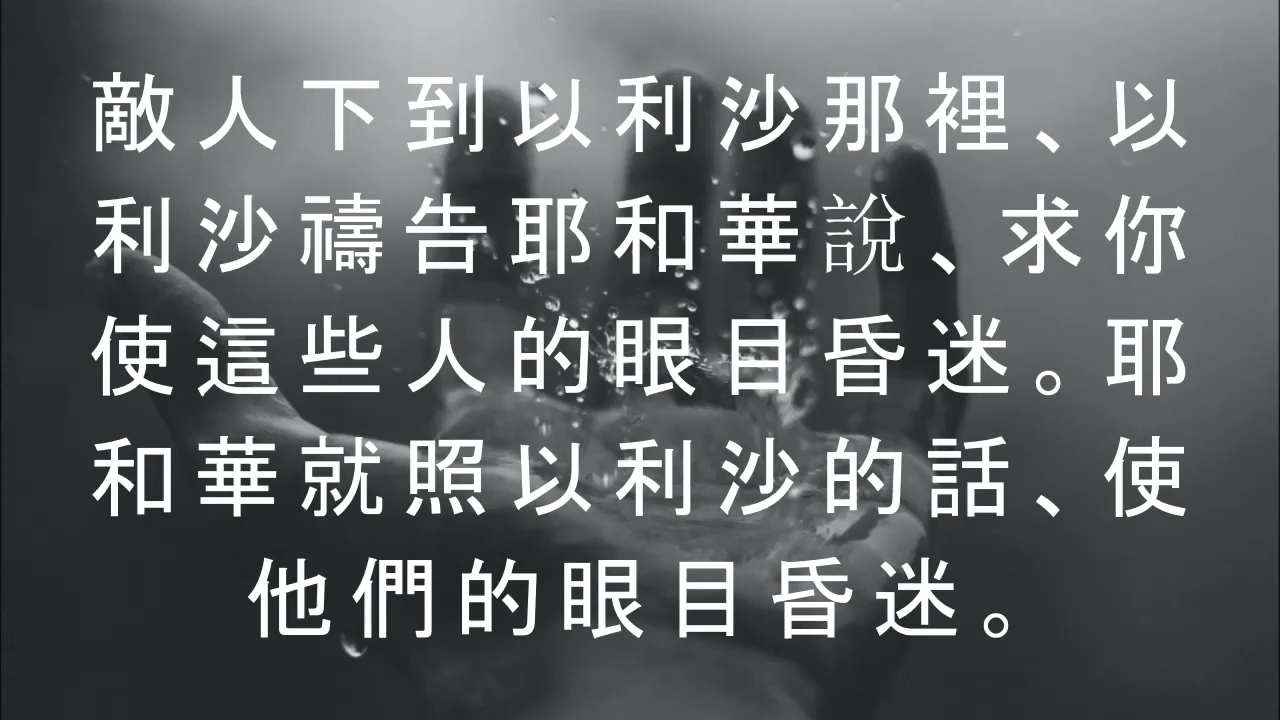 敵人下到以利沙那裡、以
利沙禱告耶和華說、求你
使這些人的眼目昏迷。耶
和華就照以利沙的話、使
他們的眼目昏迷。